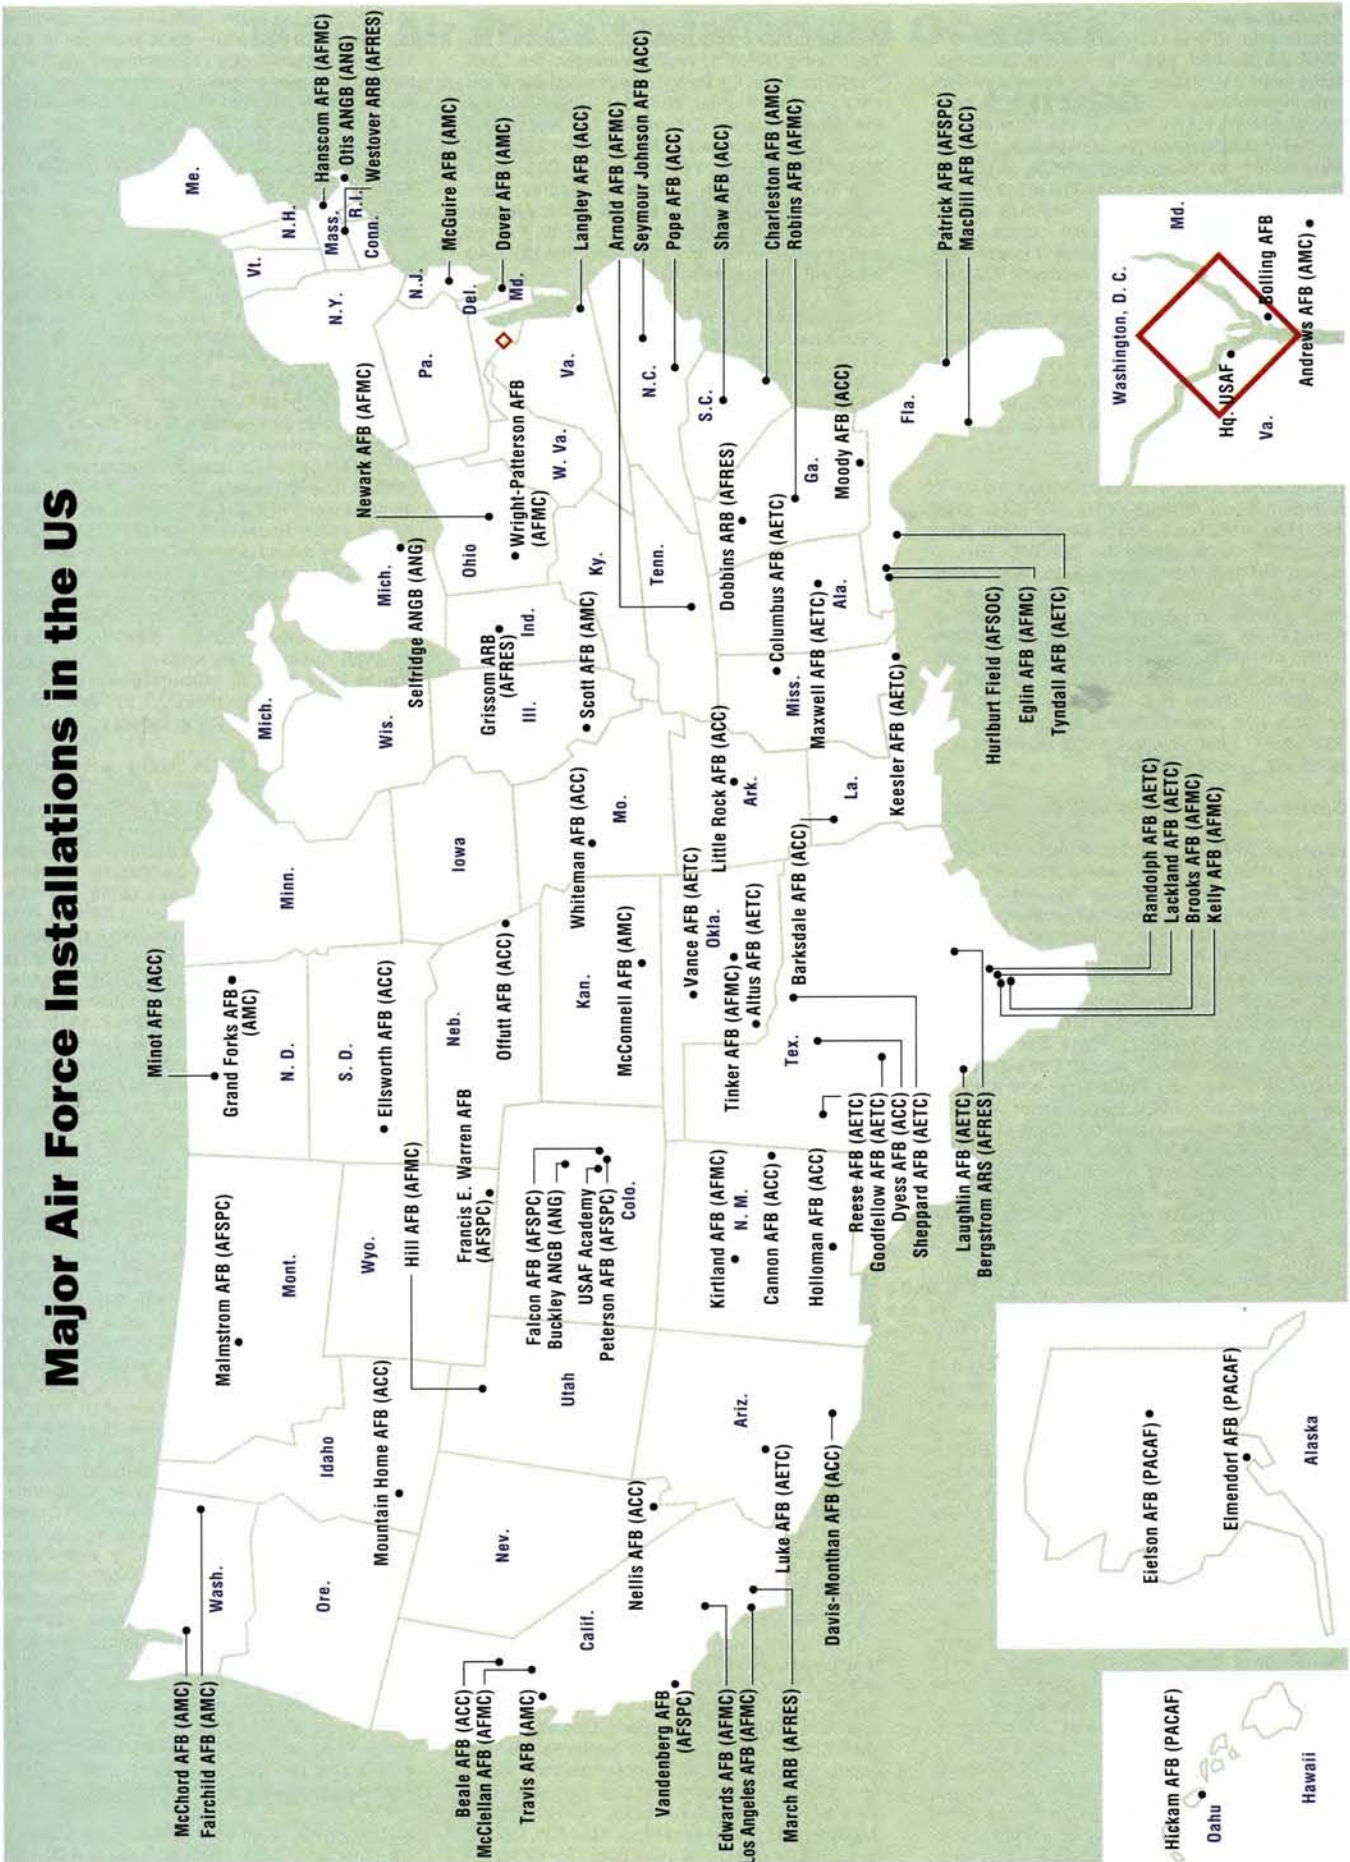 Major Air Force Installations in the US
McChord AFB (AMC)
Fairchild AFB (AMC)
Wash.
Ore.
Idaho
Mountain Home AFB (ACC)
Malmstrom AFB (AFSPC)
Mont.
Wyo.
Hill AFB (AFMC)
Francis E. Warren AFB
(AFSPC)
Minot AFB (ACC)
Grand Forks AFB
(AMC)
N. D.
S. D.
Ellsworth AFB (ACC)
Neb.
Offutt AFB (ACC)
Minn.
Iowa
Wis.
Mich.
Mich.
Selfridge ANGB (ANG)
Newark AFB (AFMC)
Ohio
Wright-Patterson AFB
(AFMC)
Grissom ARB
(AFRES)
Ind.
Ill.
Scott AFB (AMC)
Ky.
W. Va.
Va.
Pa.
N.Y.
Vt.
N.H.
Me.
Mass.
R.I.
Conn.
N.J.
Del.
Md.
Hanscom AFB (AFMC)
Otis ANGB (ANG)
Westover ARB (AFRES)
McGuire AFB (AMC)
Dover AFB (AMC)
Langley AFB (ACC)
Arnold AFB (AFMC)
Seymour Johnson AFB (ACC)
Pope AFB (ACC)
Shaw AFB (ACC)
Charleston AFB (AMC)
Robins AFB (AFMC)
Patrick AFB (AFSPC)
MacDill AFB (ACC)
Beale AFB (ACC)
McClellan AFB (AFMC)
Travis AFB (AMC)
Vandenberg AFB
(AFSPC)
Edwards AFB (AFMC)
Los Angeles AFB (AFMC)
March ARB (AFRES)
Calif.
Nev.
Nellis AFB (ACC)
Utah
Ariz.
Luke AFB (AETC)
Davis-Monthan AFB (ACC)
Falcon AFB (AFSPC)
Buckley ANGB (ANG)
USAF Academy
Peterson AFB (AFSPC)
Colo.
Kirtland AFB (AFMC)
N. M.
Cannon AFB (ACC)
Holloman AFB (ACC)
Kan.
McConnell AFB (AMC)
Whiteman AFB (ACC)
Mo.
Vance AFB (AETC)
Okla.
Tinker AFB (AFMC)
Altus AFB (AETC)
Little Rock AFB (ACC)
Ark.
Tex.
Barksdale AFB (ACC)
La.
Reese AFB (AETC)
Goodfellow AFB (AETC)
Dyess AFB (ACC)
Sheppard AFB (AETC)
Laughlin AFB (AETC)
Bergstrom ARS (AFRES)
Randolph AFB (AETC)
Lackland AFB (AETC)
Brooks AFB (AFMC)
Kelly AFB (AFMC)
Tenn.
N.C.
S.C.
Dobbins ARB (AFRES)
Columbus AFB (AETC)
Miss.
Maxwell AFB (AETC)
Ala.
Ga.
Moody AFB (ACC)
Fla.
Keesler AFB (AETC)
Hurlburt Field (AFSOC)
Eglin AFB (AFMC)
Tyndall AFB (AETC)
Hickam AFB (PACAF)
Oahu
Hawaii
Eielson AFB (PACAF)
Elmendorf AFB (PACAF)
Alaska
Washington, D. C.
Md.
Hq. USAF
Bolling AFB
Va.
Andrews AFB (AMC)